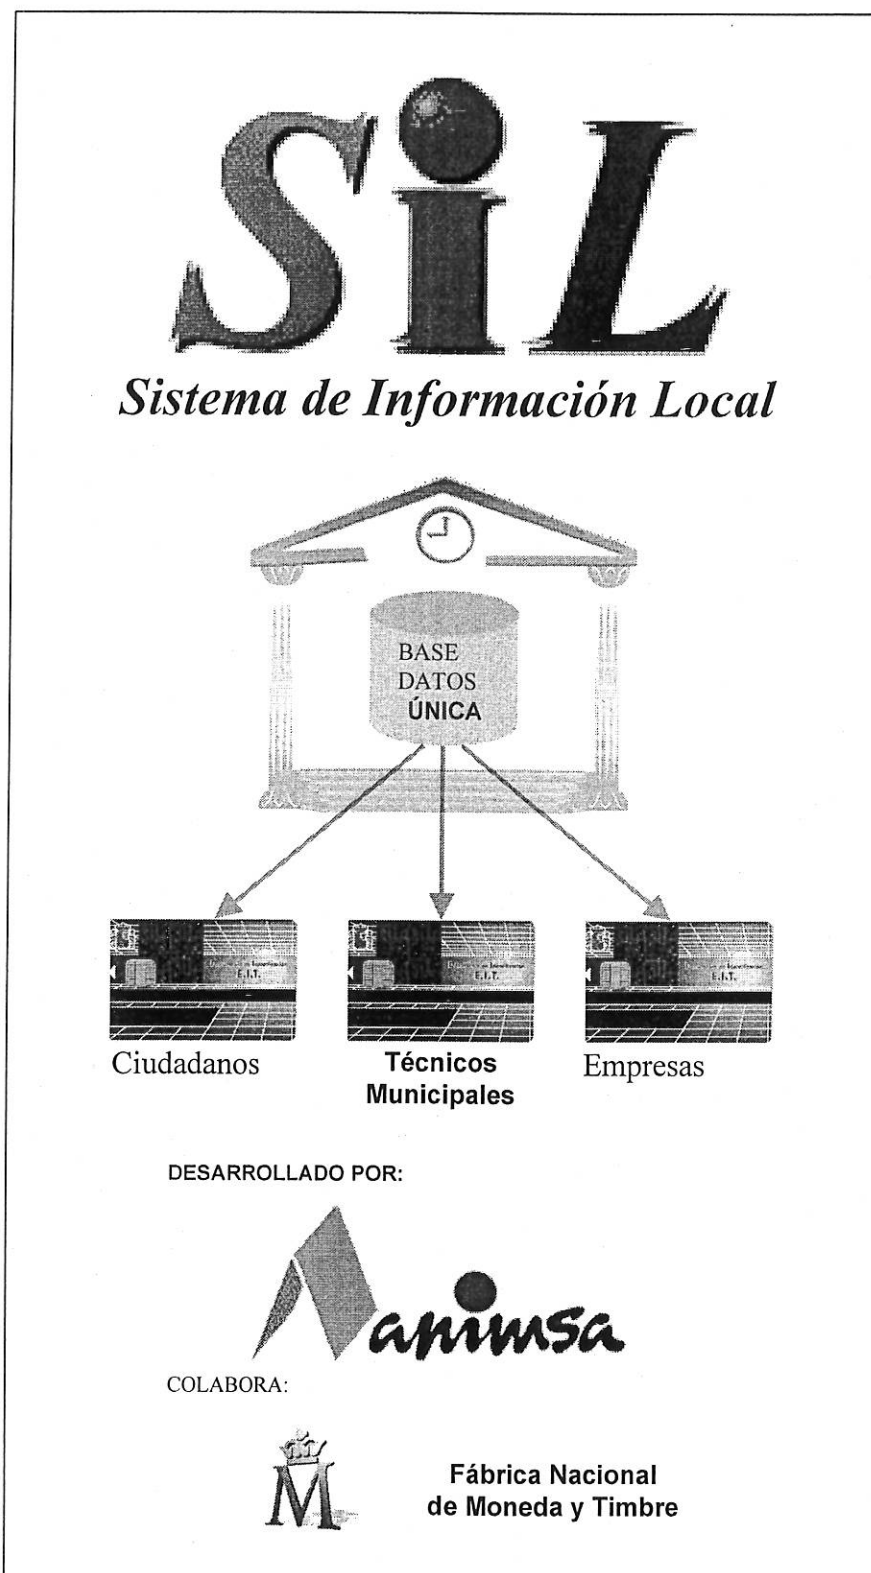 SiL
Sistema de Información Local
BASE
DATOS
ÚNICA
E.I.T.
E.I.T.
E.I.T.
Ciudadanos
Técnicos
Municipales
Empresas
DESARROLLADO POR:
animsa
COLABORA:
M
Fábrica Nacional
de Moneda y Timbre